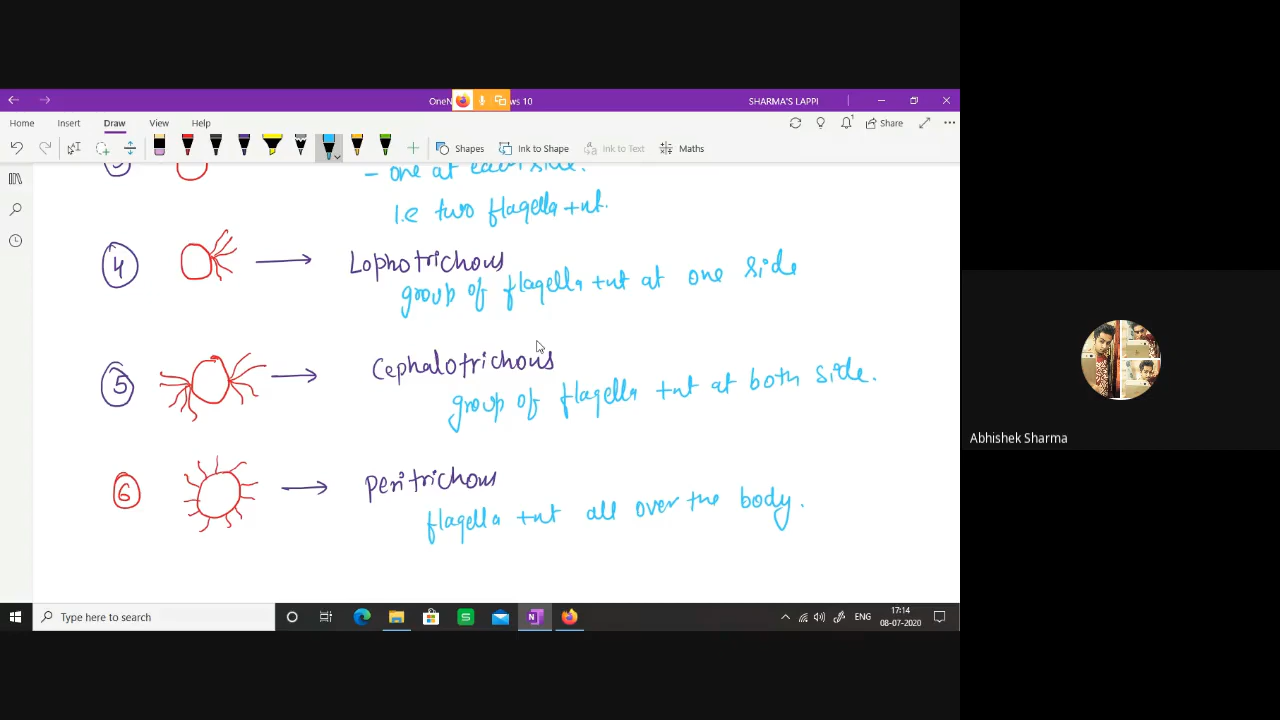 OneN ws 10
SHARMA'S LAPPI
Home Insert Draw View Help
Share
Shapes Ink to Shape Ink to Text Maths
- one at each side.
i.e two flagella +nt.
4 Lophotrichous
group of flagella +nt at one side
5 Cephalotrichous
group of flagella +nt at both side.
6 Peritrichous
flagella +nt all over the body.
Abhishek Sharma
Type here to search
ENG
17:14
08-07-2020